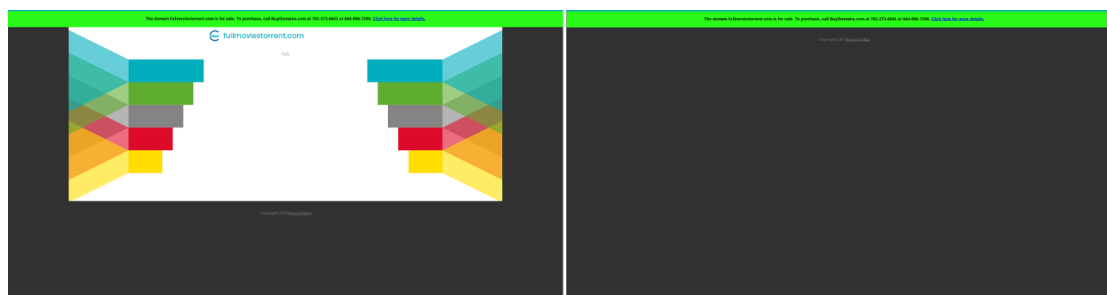 The domain fullmoviestorrent.com is for sale. To purchase, call BuyDomains.com at 781-373-6841 or 844-896-7299. Click here for more details.
fullmoviestorrent.com
Ads
Copyright 2017 Privacy Policy
The domain fullmoviestorrent.com is for sale. To purchase, call BuyDomains.com at 781-373-6841 or 844-896-7299. Click here for more details.
Copyright 2017 Privacy Policy